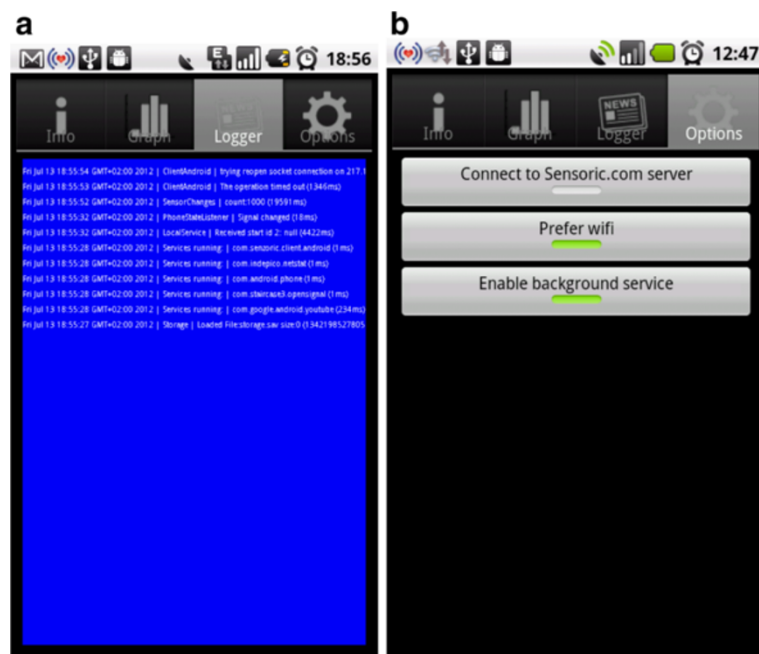 a
b
18:56
Info
Graph
Logger
Options
Fri Jul 13 18:55:54 GMT+02:00 2012 | ClientAndroid | trying reopen socket connection on 217.1
Fri Jul 13 18:55:53 GMT+02:00 2012 | ClientAndroid | The operation timed out (1346ms)
Fri Jul 13 18:55:52 GMT+02:00 2012 | SensorChanges | count:1000 (19591ms)
Fri Jul 13 18:55:32 GMT+02:00 2012 | PhoneStateListener | Signal changed (18ms)
Fri Jul 13 18:55:32 GMT+02:00 2012 | LocalService | Received start id 2: null (4422ms)
Fri Jul 13 18:55:28 GMT+02:00 2012 | Services running: | com.senzoric.client.android (1ms)
Fri Jul 13 18:55:28 GMT+02:00 2012 | Services running: | com.indepico.netstat (1ms)
Fri Jul 13 18:55:28 GMT+02:00 2012 | Services running: | com.android.phone (1ms)
Fri Jul 13 18:55:28 GMT+02:00 2012 | Services running: | com.staircase3.opensignal (1ms)
Fri Jul 13 18:55:28 GMT+02:00 2012 | Services running: | com.google.android.youtube (234ms)
Fri Jul 13 18:55:27 GMT+02:00 2012 | Storage | Loaded File:storage.sav size:0 (1342198527805
12:47
Info
Graph
NEWS
Logger
Options
Connect to Sensoric.com server
Prefer wifi
Enable background service